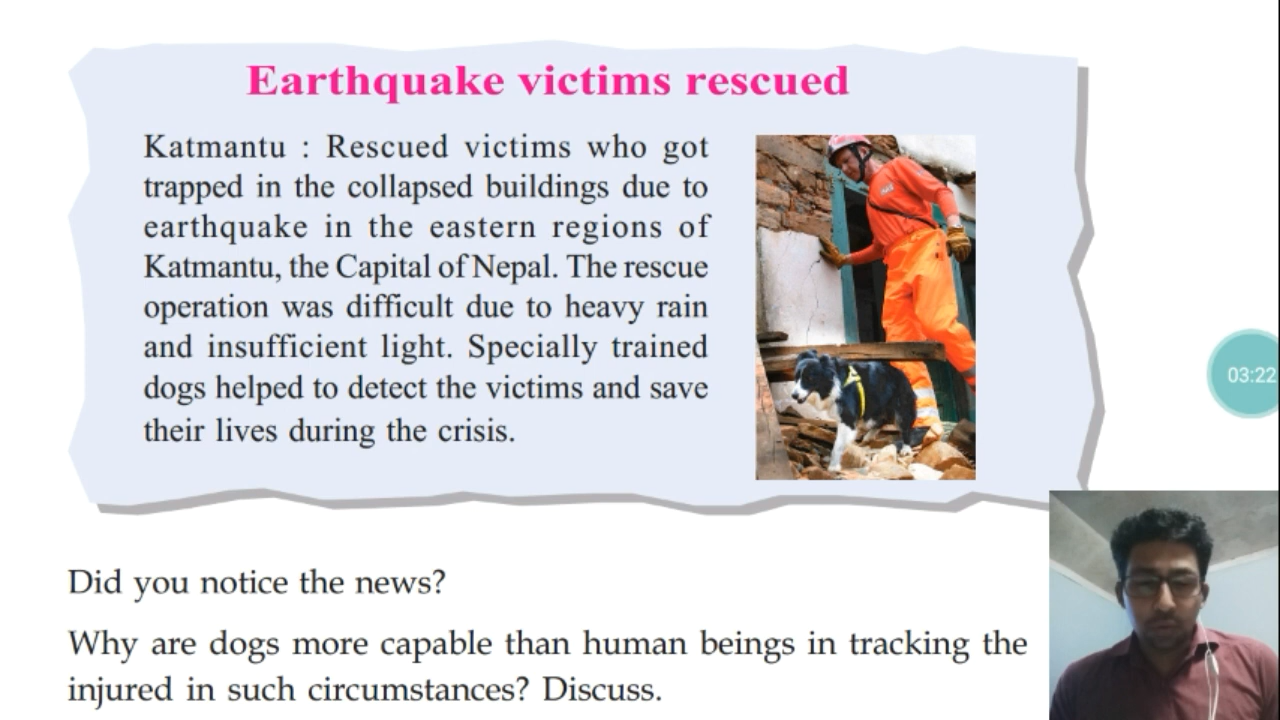 Earthquake victims rescued
Katmantu : Rescued victims who got
trapped in the collapsed buildings due to
earthquake in the eastern regions of
Katmantu, the Capital of Nepal. The rescue
operation was difficult due to heavy rain
and insufficient light. Specially trained
dogs helped to detect the victims and save
their lives during the crisis.
03:22
Did you notice the news?
Why are dogs more capable than human beings in tracking the
injured in such circumstances? Discuss.